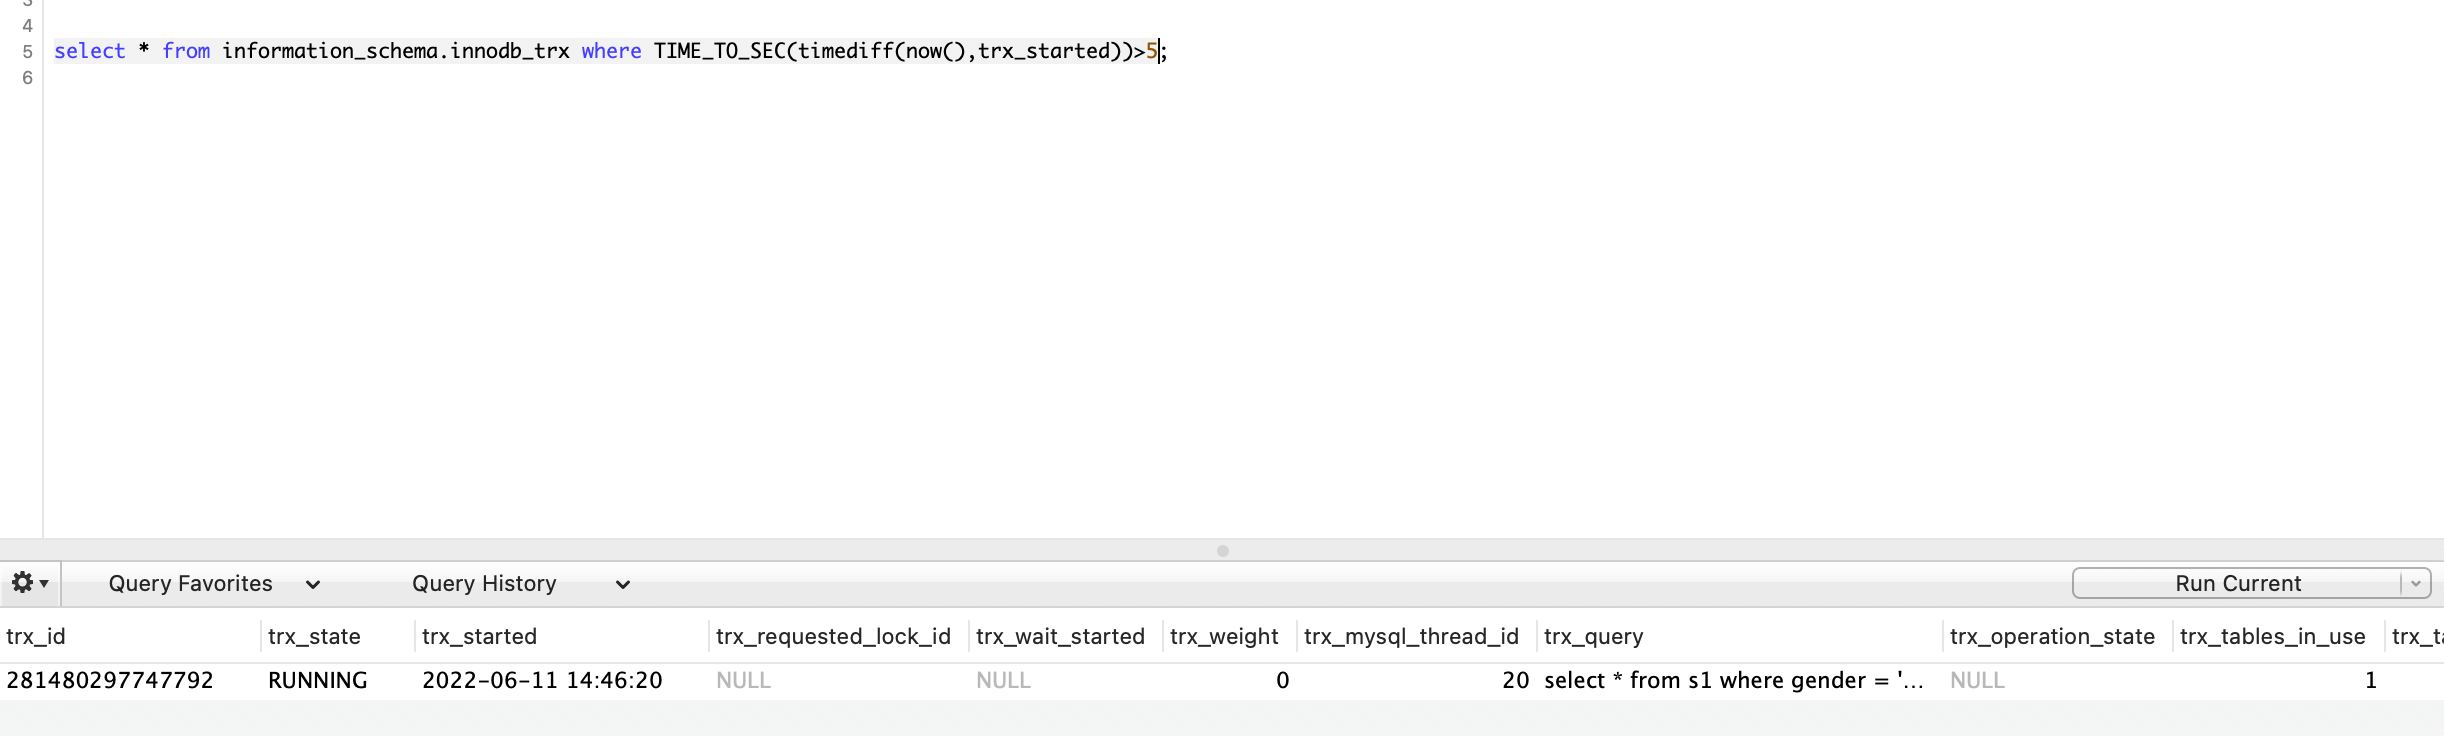 3
4
5 select * from information_schema.innodb_trx where TIME_TO_SEC(timediff(now(),trx_started))>5;
6
Query Favorites Query History Run Current
trx_id trx_state trx_started trx_requested_lock_id trx_wait_started trx_weight trx_mysql_thread_id trx_query trx_operation_state trx_tables_in_use trx_ta
281480297747792 RUNNING 2022-06-11 14:46:20 NULL NULL 0 20 select * from s1 where gender = '... NULL 1